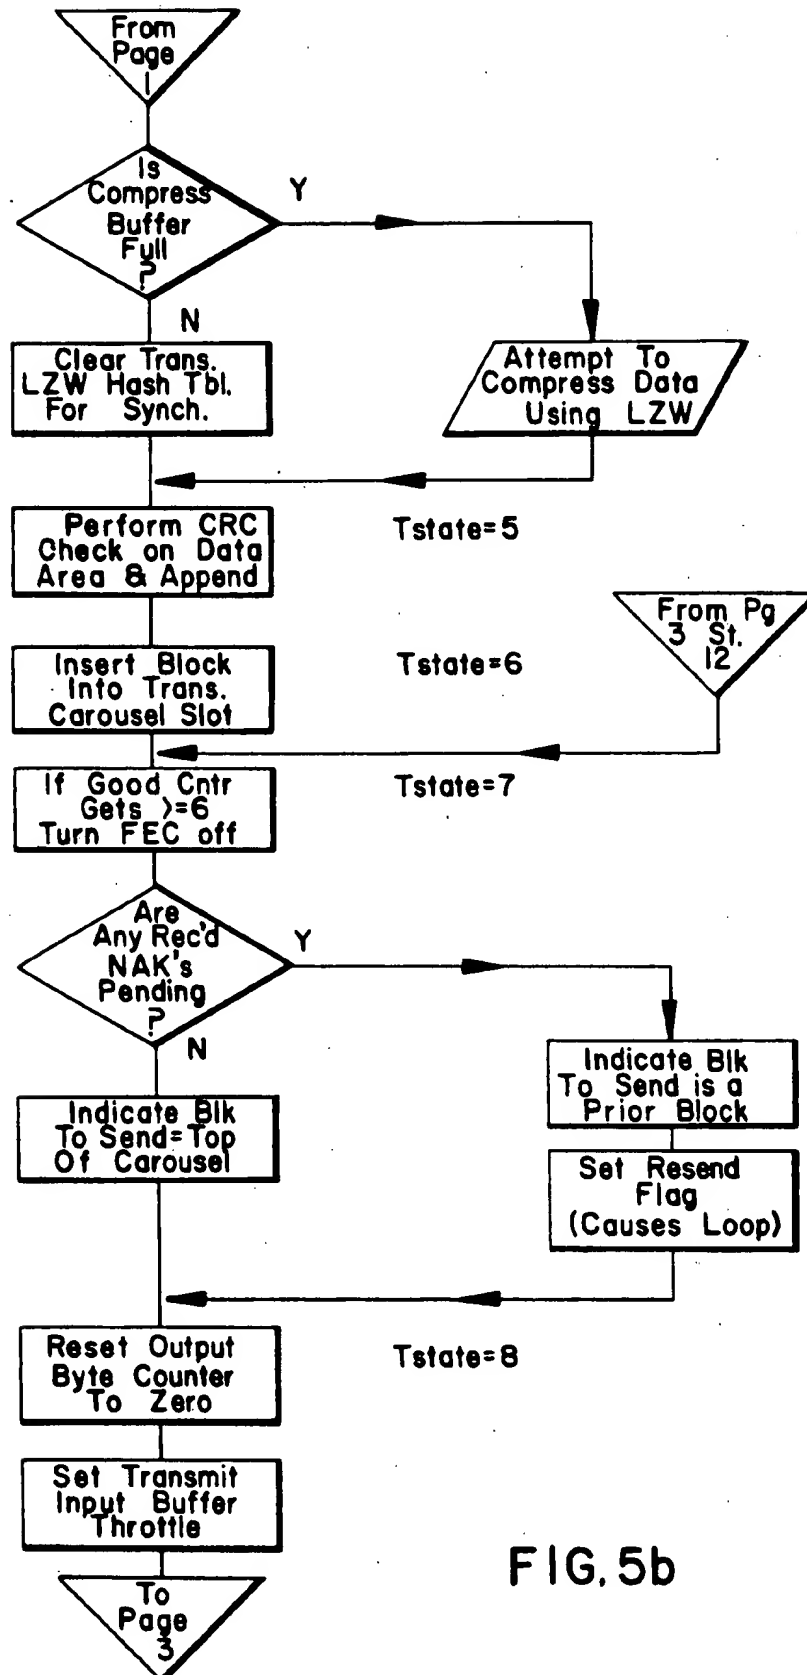 From
Page
1
Is
Compress
Buffer
Full
?
Y
N
Clear Trans.
LZW Hash Tbl.
For Synch.
Attempt To
Compress Data
Using LZW
Perform CRC
Check on Data
Area & Append
Tstate=5
Insert Block
Into Trans.
Carousel Slot
Tstate=6
From Pg
3 St.
12
If Good Cntr
Gets >=6
Turn FEC off
Tstate=7
Are
Any Rec'd
NAK's
Pending
?
Y
N
Indicate Blk
To Send=Top
Of Carousel
Indicate Blk
To Send is a
Prior Block
Set Resend
Flag
(Causes Loop)
Reset Output
Byte Counter
To Zero
Tstate=8
Set Transmit
Input Buffer
Throttle
To
Page
3
FIG. 5b